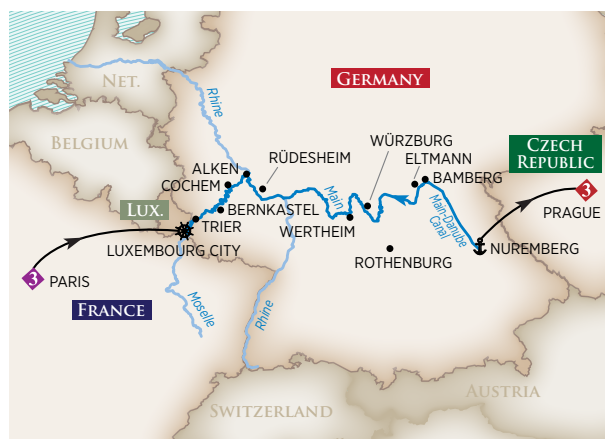 NET.
GERMANY
Rhine
BELGIUM
WÜRZBURG
ELTMANN
CZECH
REPUBLIC
ALKEN
RÜDESHEIM
BAMBERG
COCHEM
3
Main
PRAGUE
LUX.
BERNKASTEL
WERTHEIM
Main-Danube
Canal
TRIER
LUXEMBOURG CITY
NUREMBERG
ROTHENBURG
3
PARIS
FRANCE
Moselle
Rhine
AUSTRIA
SWITZERLAND